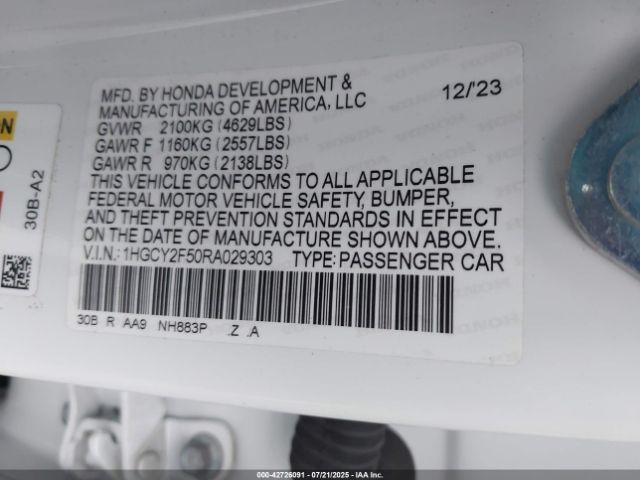 MFD. BY HONDA DEVELOPMENT &
MANUFACTURING OF AMERICA, LLC 12/'23
GVWR 2100KG (4629LBS)
GAWR F 1160KG (2557LBS)
GAWR R 970KG (2138LBS)
THIS VEHICLE CONFORMS TO ALL APPLICABLE
FEDERAL MOTOR VEHICLE SAFETY, BUMPER,
AND THEFT PREVENTION STANDARDS IN EFFECT
ON THE DATE OF MANUFACTURE SHOWN ABOVE.
V.I.N.: 1HGCY2F50RA029303 TYPE: PASSENGER CAR
30B R AA9 NH883P .Z .A
30B-A2
000-42726091 - 07/21/2025 - IAA Inc.